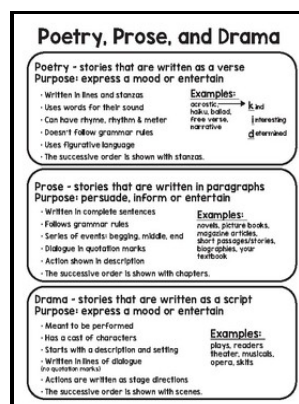 Poetry, Prose, and Drama
Poetry - stories that are written as a verse
Purpose: express a mood or entertain
· Written in lines and stanzas
· Uses words for their sound
· Can have rhyme, rhythm & meter
· Doesn't follow grammar rules
· Uses figurative language
· The successive order is shown with stanzas.
Examples:
acrostic,
haiku, ballad,
free verse,
narrative
kind
interesting
determined
Prose - stories that are written in paragraphs
Purpose: persuade, inform or entertain
· Written in complete sentences
· Follows grammar rules
· Series of events: begging, middle, end
· Dialogue in quotation marks
· Action shown in description
· The successive order is shown with chapters.
Examples:
novels, picture books,
magazine articles,
short passages/stories,
biographies, your
textbook
Drama - stories that are written as a script
Purpose: express a mood or entertain
· Meant to be performed
· Has a cast of characters
· Starts with a description and setting
· Written in lines of dialogue
(no quotation marks)
· Actions are written as stage directions
· The successive order is shown with scenes.
Examples:
plays, readers
theater, musicals,
opera, skits